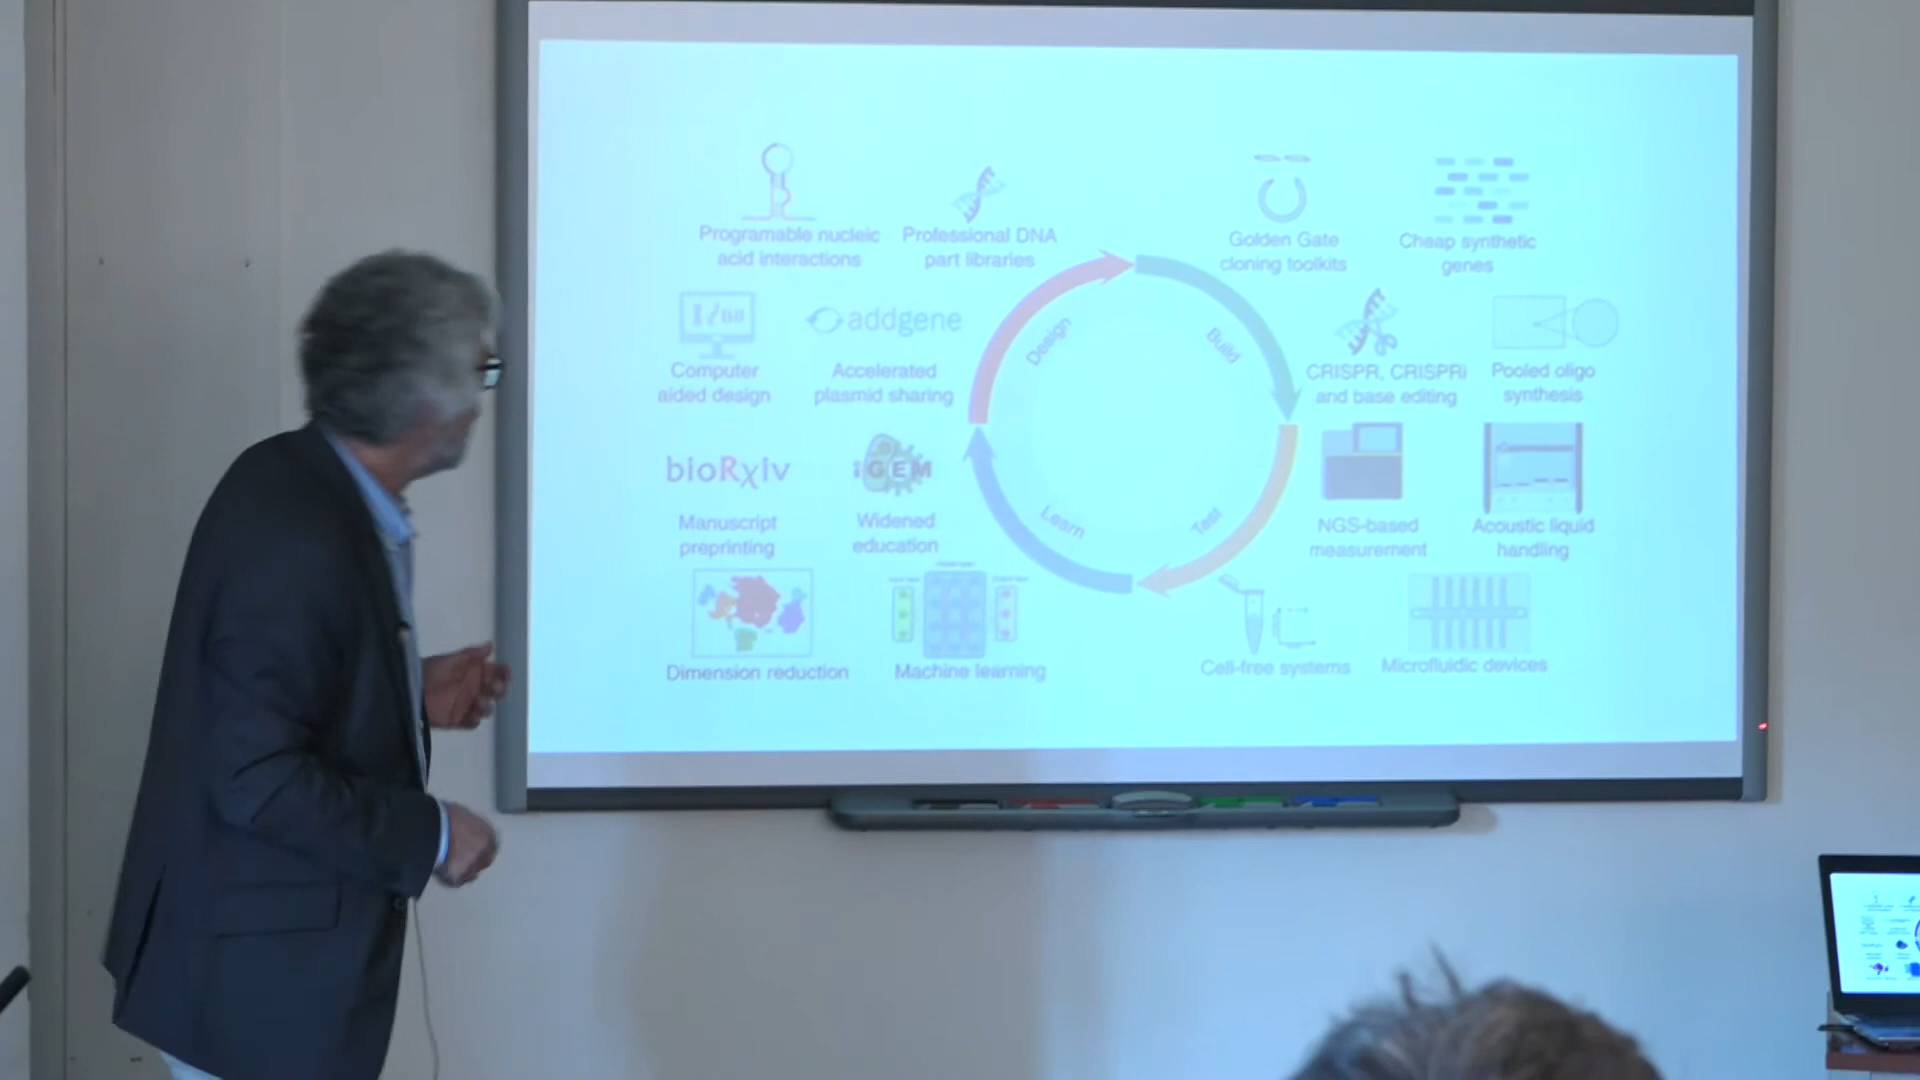 Programable nucleic
acid interactions
Professional DNA
part libraries
Golden Gate
cloning toolkits
Cheap synthetic
genes
addgene
Computer
aided design
Accelerated
plasmid sharing
Design
Build
CRISPR, CRISPRi
and base editing
Pooled oligo
synthesis
bioRxiv
iGEM
Manuscript
preprinting
Widened
education
Learn
Test
NGS-based
measurement
Acoustic liquid
handling
Dimension reduction
Machine learning
Cell-free systems
Microfluidic devices